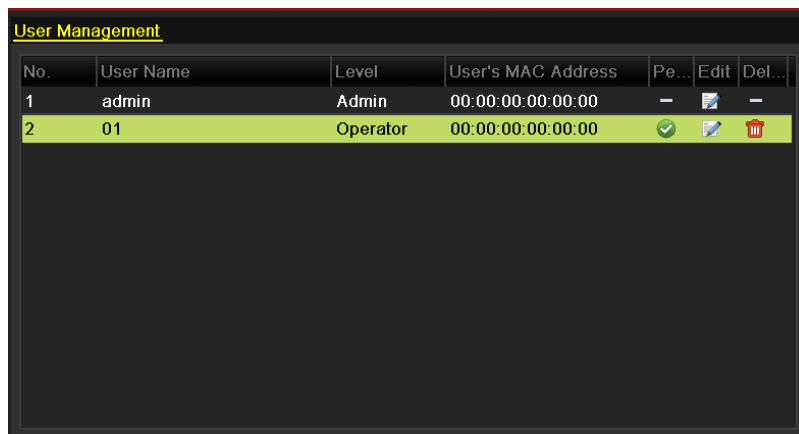 User Management
No. User Name Level User's MAC Address Pe... Edit Del...
1 admin Admin 00:00:00:00:00:00 –
2 01 Operator 00:00:00:00:00:00